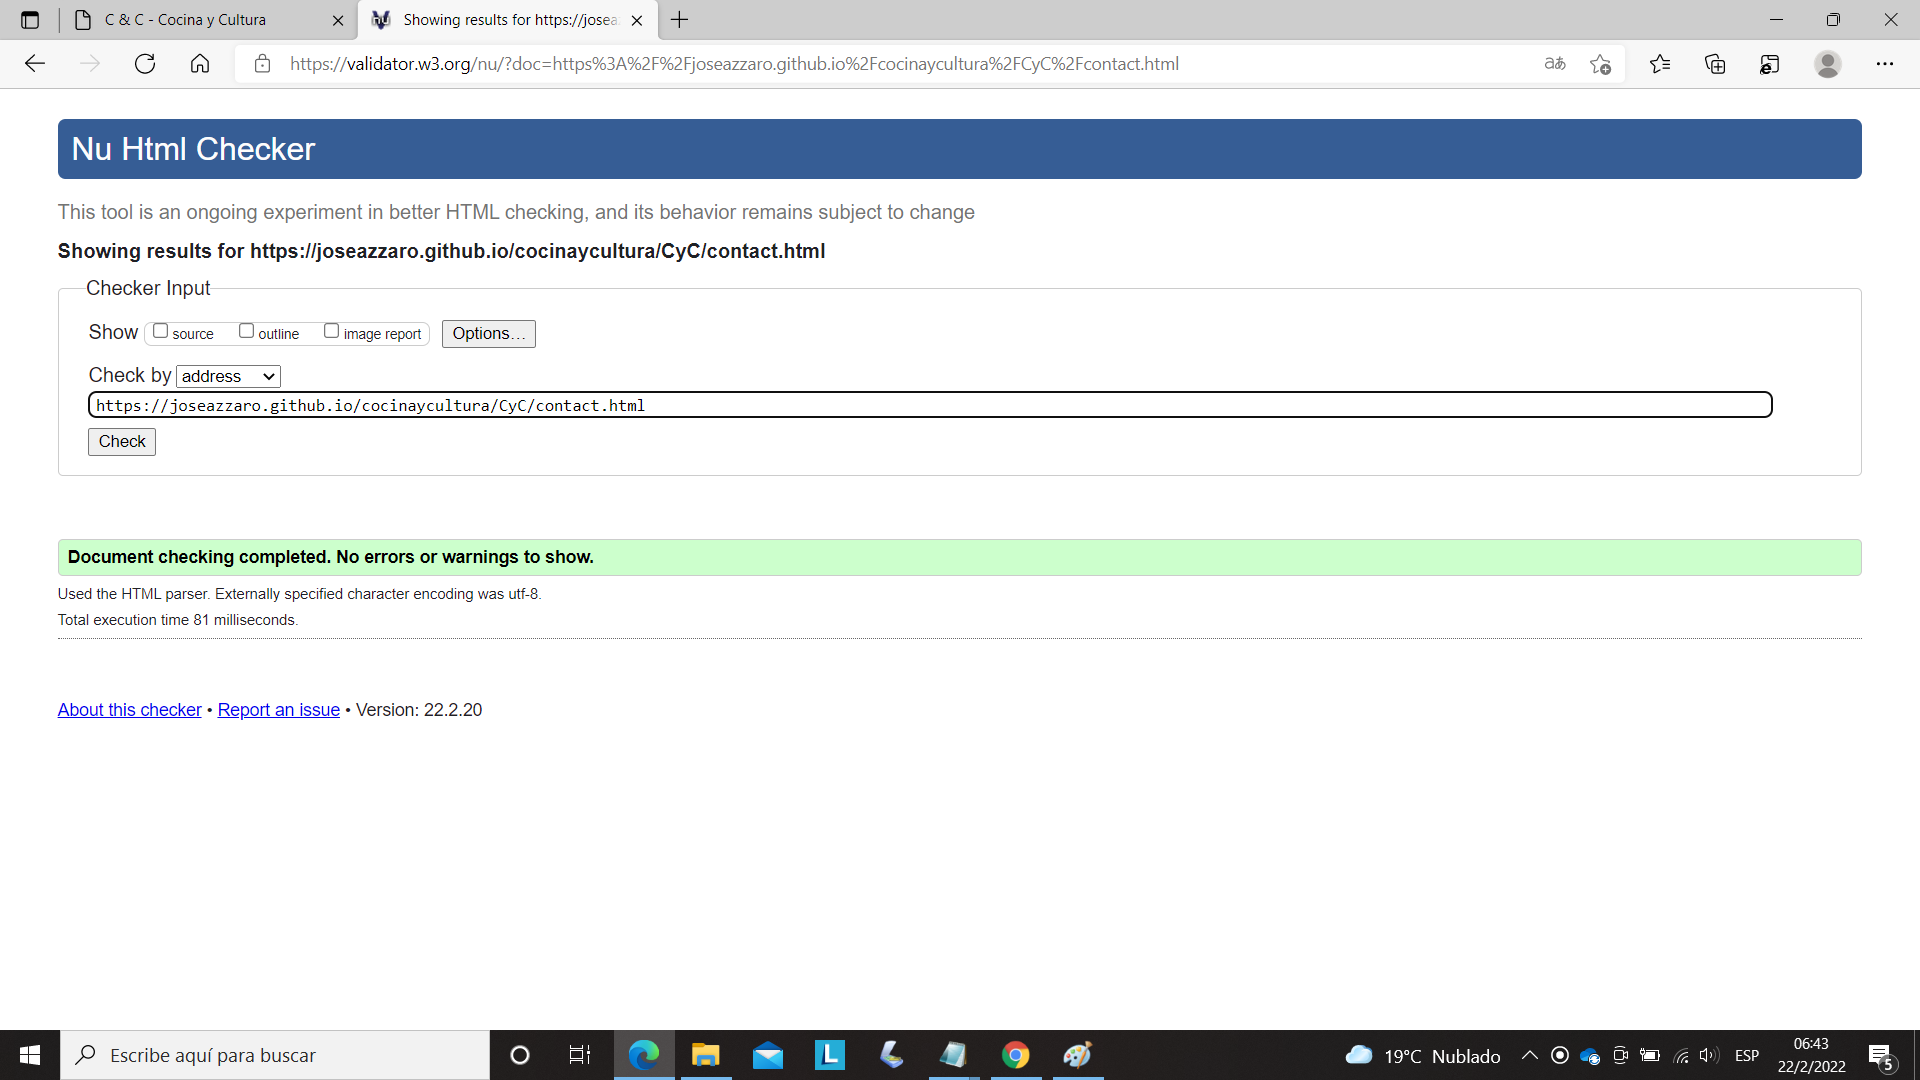 C & C - Cocina y Cultura
Showing results for https://josea
https://validator.w3.org/nu/?doc=https%3A%2F%2Fjoseazzaro.github.io%2Fcocinaycultura%2FCyC%2Fcontact.html
Nu Html Checker
This tool is an ongoing experiment in better HTML checking, and its behavior remains subject to change
Showing results for https://joseazzaro.github.io/cocinaycultura/CyC/contact.html
Checker Input
Show source outline image report Options…
Check by address
https://joseazzaro.github.io/cocinaycultura/CyC/contact.html
Check
Document checking completed. No errors or warnings to show.
Used the HTML parser. Externally specified character encoding was utf-8.
Total execution time 81 milliseconds.
About this checker • Report an issue • Version: 22.2.20
Escribe aquí para buscar
L
19°C Nublado
ESP
06:43
22/2/2022
5